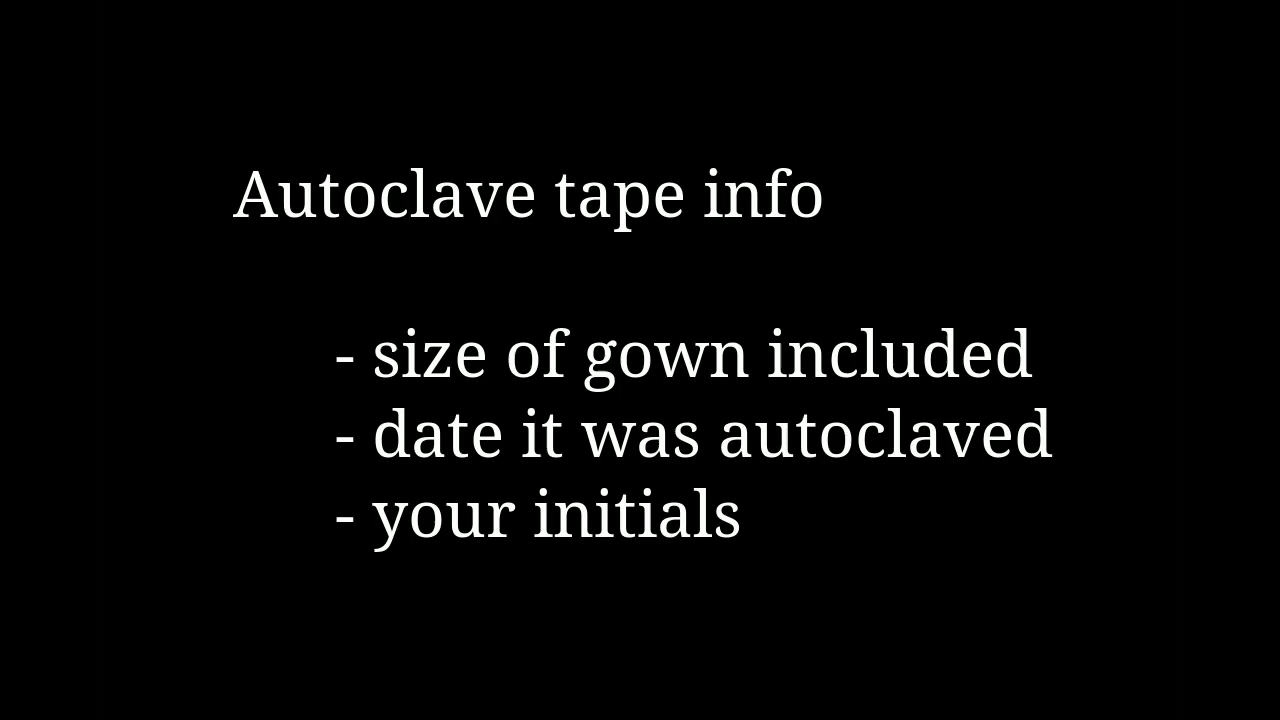 Autoclave tape info
- size of gown included
- date it was autoclaved
- your initials